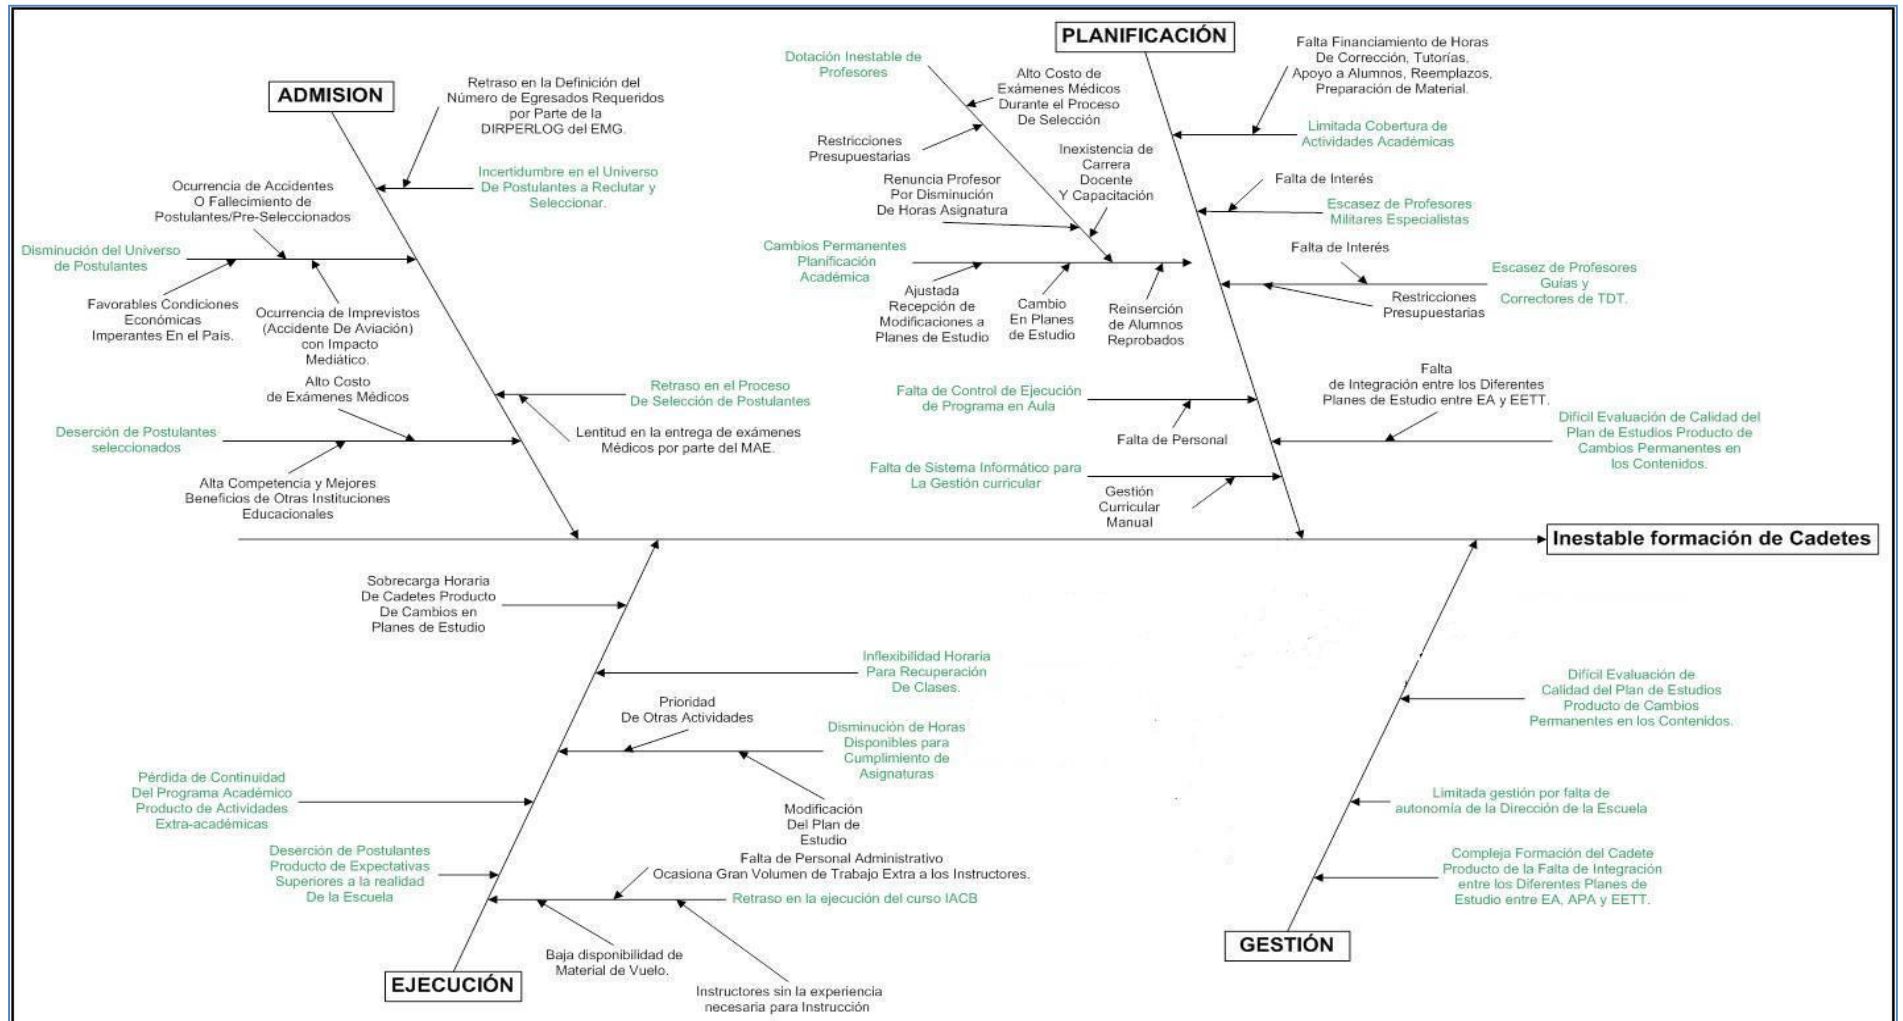 ADMISION
Retraso en la Definición del
Número de Egresados Requeridos
por Parte de la
DIRPERLOG del EMG.
Incertidumbre en el Universo
De Postulantes a Reclutar y
Seleccionar.
Ocurrencia de Accidentes
O Fallecimiento de
Postulantes/Pre-Seleccionados
Disminución del Universo
de Postulantes
Favorables Condiciones
Económicas
Imperantes En el País.
Ocurrencia de Imprevistos
(Accidente De Aviación)
con Impacto
Mediático.
Alto Costo
de Exámenes Médicos
Retraso en el Proceso
De Selección de Postulantes
Deserción de Postulantes
seleccionados
Lentitud en la entrega de exámenes
Médicos por parte del MAE.
Alta Competencia y Mejores
Beneficios de Otras Instituciones
Educacionales
PLANIFICACIÓN
Dotación Inestable de
Profesores
Alto Costo de
Exámenes Médicos
Durante el Proceso
De Selección
Restricciones
Presupuestarias
Inexistencia de
Carrera
Docente
Y Capacitación
Renuncia Profesor
Por Disminución
De Horas Asignatura
Cambios Permanentes
Planificación
Académica
Ajustada
Recepción de
Modificaciones a
Planes de Estudio
Cambio
En Planes
de Estudio
Reinserción
de Alumnos
Reprobados
Falta de Control de Ejecución
de Programa en Aula
Falta de Personal
Falta de Sistema Informático para
La Gestión curricular
Gestión
Curricular
Manual
Falta Financiamiento de Horas
De Corrección, Tutorías,
Apoyo a Alumnos, Reemplazos,
Preparación de Material.
Limitada Cobertura de
Actividades Académicas
Falta de Interés
Escasez de Profesores
Militares Especialistas
Falta de Interés
Escasez de Profesores
Guías y
Correctores de TDT.
Restricciones
Presupuestarias
Falta
de Integración entre los Diferentes
Planes de Estudio entre EA y EETT.
Difícil Evaluación de Calidad del
Plan de Estudios Producto de
Cambios Permanentes en
los Contenidos.
Inestable formación de Cadetes
Sobrecarga Horaria
De Cadetes Producto
De Cambios en
Planes de Estudio
Inflexibilidad Horaria
Para Recuperación
De Clases.
Prioridad
De Otras Actividades
Disminución de Horas
Disponibles para
Cumplimiento de
Asignaturas
Pérdida de Continuidad
Del Programa Académico
Producto de Actividades
Extra-académicas
Modificación
Del Plan de
Estudio
Deserción de Postulantes
Producto de Expectativas
Superiores a la realidad
De la Escuela
Falta de Personal Administrativo
Ocasiona Gran Volumen de Trabajo Extra a los Instructores.
Retraso en la ejecución del curso IACB
Baja disponibilidad de
Material de Vuelo.
Instructores sin la experiencia
necesaria para Instrucción
EJECUCIÓN
Difícil Evaluación de
Calidad del Plan de Estudios
Producto de Cambios
Permanentes en los Contenidos.
Limitada gestión por falta de
autonomía de la Dirección de la Escuela
Compleja Formación del Cadete
Producto de la Falta de Integración
entre los Diferentes Planes de
Estudio entre EA, APA y EETT.
GESTIÓN